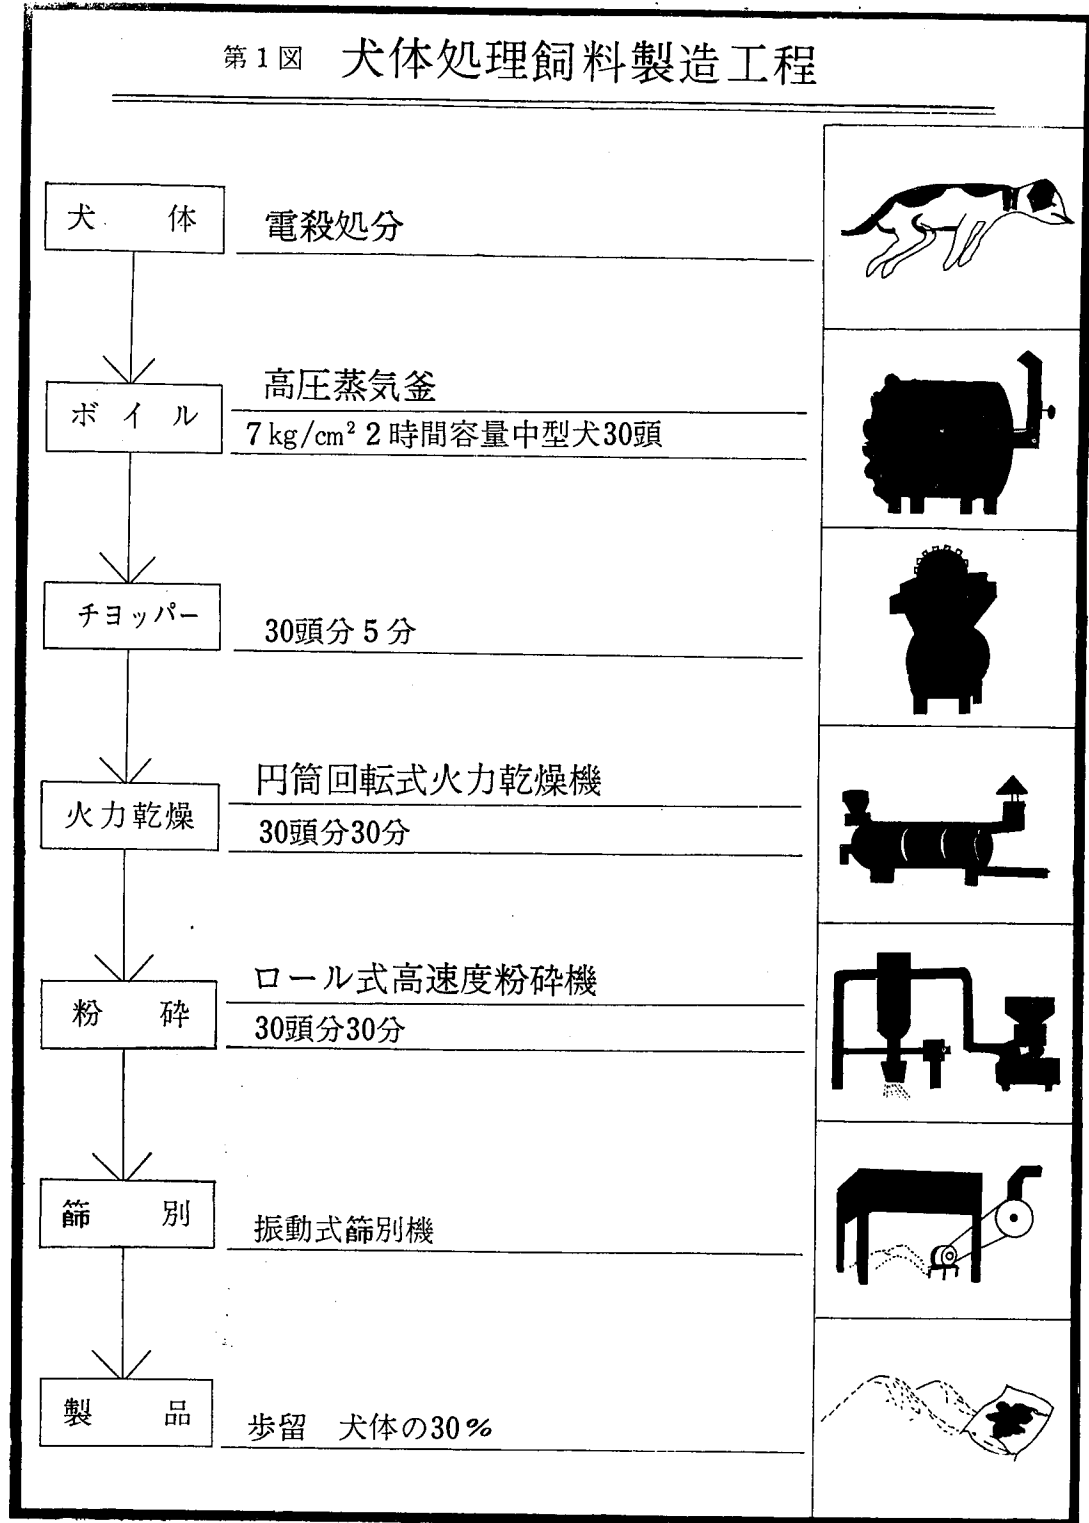 第1図 犬体処理飼料製造工程
犬体
電殺処分
ボイル
高圧蒸気釜
7kg/cm² 2時間容量中型犬30頭
チヨッパー
30頭分5分
火力乾燥
円筒回転式火力乾燥機
30頭分30分
粉砕
ロール式高速度粉砕機
30頭分30分
篩別
振動式篩別機
製品
歩留 犬体の30%